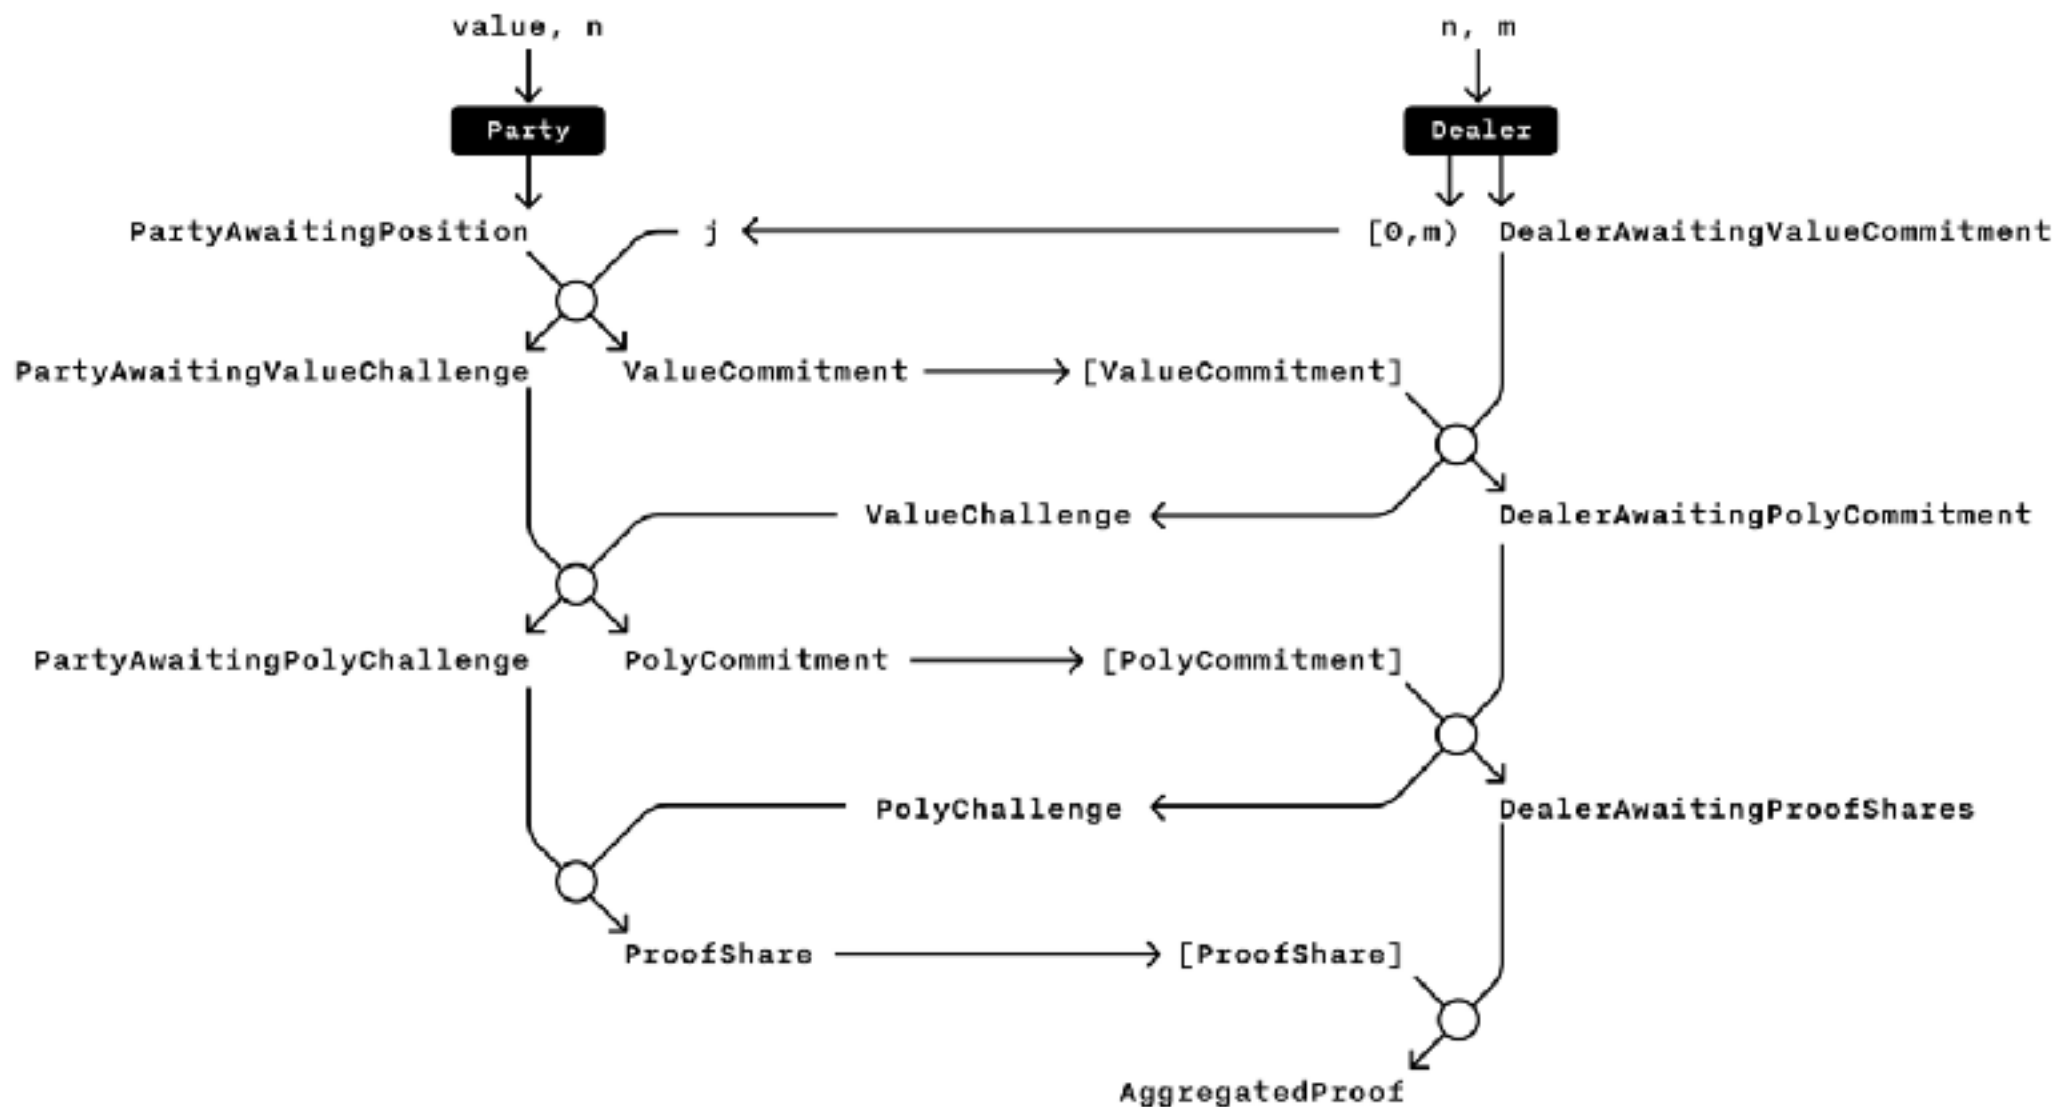 value, n
n, m
Party
Dealer
PartyAwaitingPosition
j
[0,m)
DealerAwaitingValueCommitment
PartyAwaitingValueChallenge
ValueCommitment
[ValueCommitment]
ValueChallenge
DealerAwaitingPolyCommitment
PartyAwaitingPolyChallenge
PolyCommitment
[PolyCommitment]
PolyChallenge
DealerAwaitingProofShares
ProofShare
[ProofShare]
AggregatedProof